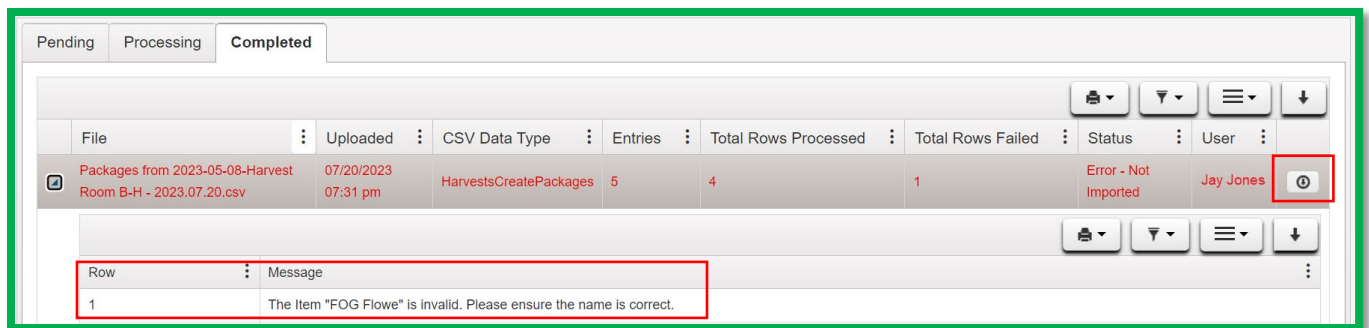 Pending Processing Completed
File Uploaded CSV Data Type Entries Total Rows Processed Total Rows Failed Status User
Packages from 2023-05-08-Harvest 07/20/2023 Error - Not
HarvestsCreatePackages 5 4 1 Jay Jones
Room B-H - 2023.07.20.csv 07:31 pm Imported
Row Message
1 The Item "FOG Flowe" is invalid. Please ensure the name is correct.